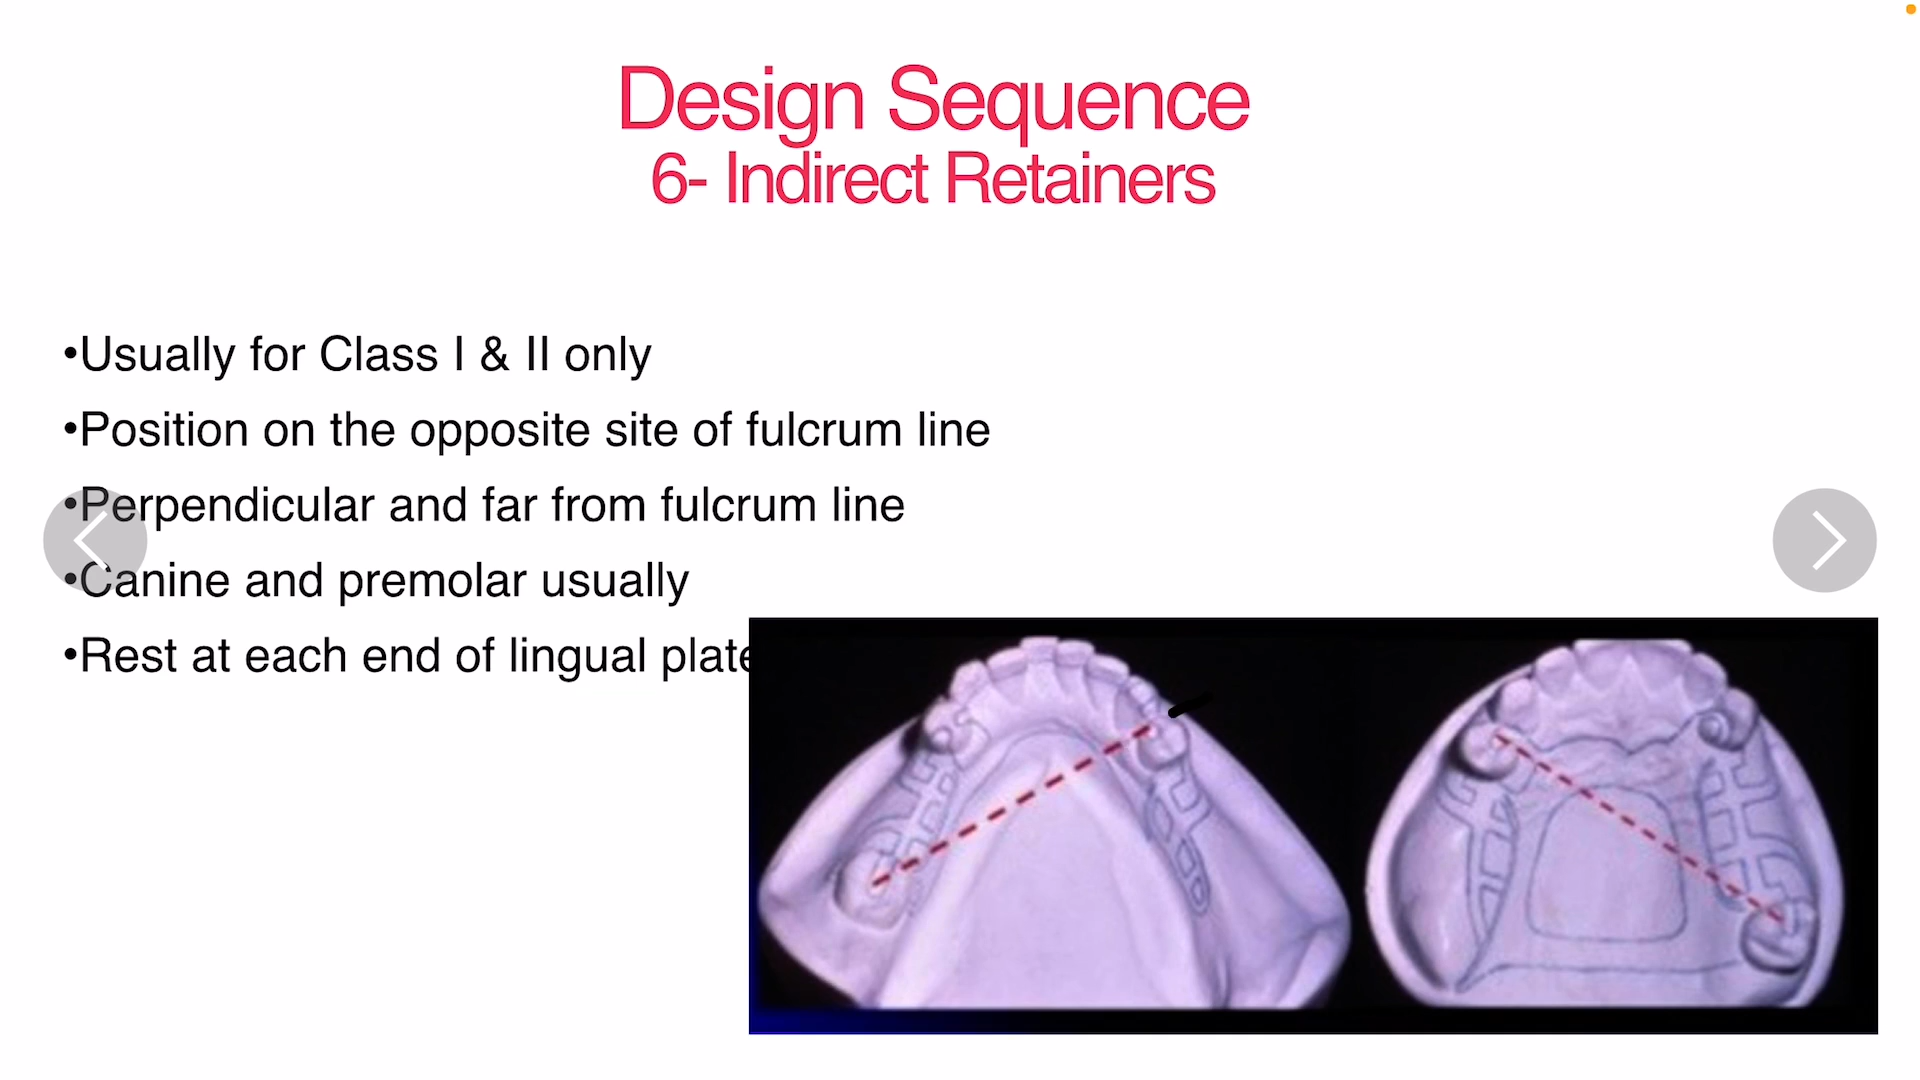 Design Sequence
6- Indirect Retainers
•Usually for Class I & II only
•Position on the opposite site of fulcrum line
•Perpendicular and far from fulcrum line
•Canine and premolar usually
•Rest at each end of lingual plate